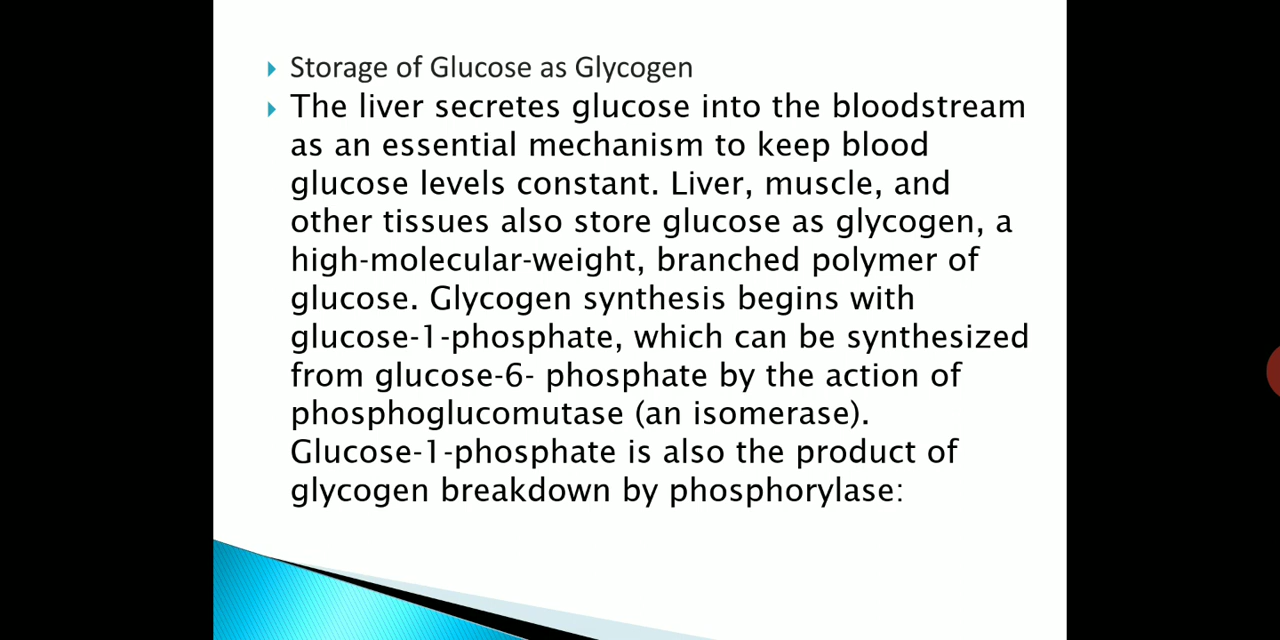 Storage of Glucose as Glycogen
The liver secretes glucose into the bloodstream
as an essential mechanism to keep blood
glucose levels constant. Liver, muscle, and
other tissues also store glucose as glycogen, a
high-molecular-weight, branched polymer of
glucose. Glycogen synthesis begins with
glucose-1-phosphate, which can be synthesized
from glucose-6- phosphate by the action of
phosphoglucomutase (an isomerase).
Glucose-1-phosphate is also the product of
glycogen breakdown by phosphorylase: